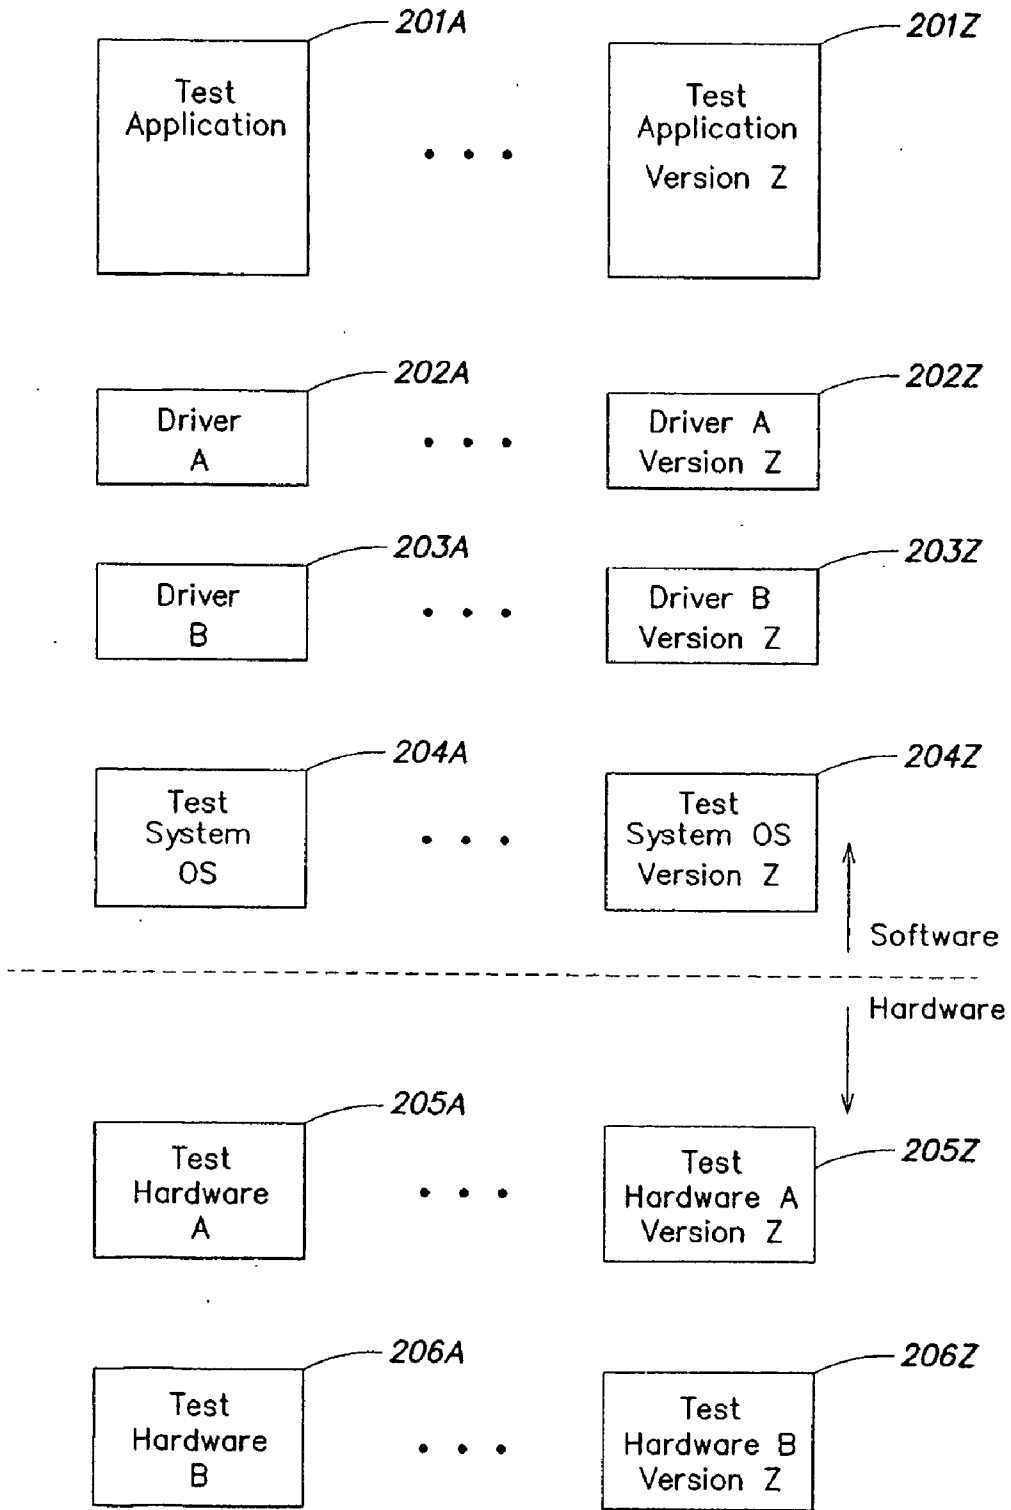 201A
201Z
Test
Application
Test
Application
Version Z
202A
202Z
Driver
A
Driver A
Version Z
203A
203Z
Driver
B
Driver B
Version Z
204A
204Z
Test
System
OS
Test
System OS
Version Z
Software
Hardware
205A
205Z
Test
Hardware
A
Test
Hardware A
Version Z
206A
206Z
Test
Hardware
B
Test
Hardware B
Version Z